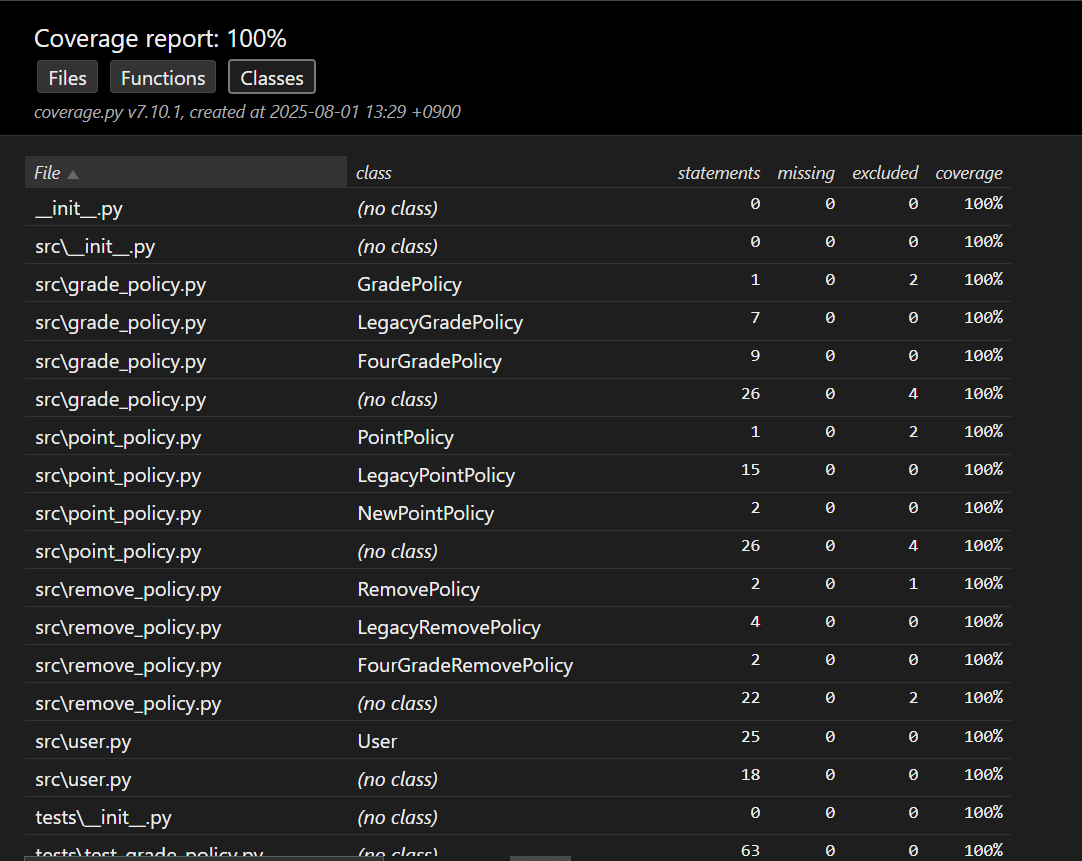 Coverage report: 100%
Files Functions Classes
coverage.py v7.10.1, created at 2025-08-01 13:29 +0900
File class statements missing excluded coverage
__init__.py (no class) 0 0 0 100%
src\__init__.py (no class) 0 0 0 100%
src\grade_policy.py GradePolicy 1 0 2 100%
src\grade_policy.py LegacyGradePolicy 7 0 0 100%
src\grade_policy.py FourGradePolicy 9 0 0 100%
src\grade_policy.py (no class) 26 0 4 100%
src\point_policy.py PointPolicy 1 0 2 100%
src\point_policy.py LegacyPointPolicy 15 0 0 100%
src\point_policy.py NewPointPolicy 2 0 0 100%
src\point_policy.py (no class) 26 0 4 100%
src\remove_policy.py RemovePolicy 2 0 1 100%
src\remove_policy.py LegacyRemovePolicy 4 0 0 100%
src\remove_policy.py FourGradeRemovePolicy 2 0 0 100%
src\remove_policy.py (no class) 22 0 2 100%
src\user.py User 25 0 0 100%
src\user.py (no class) 18 0 0 100%
tests\__init__.py (no class) 0 0 0 100%
tests\test_grade_policy.py (no class) 63 0 0 100%